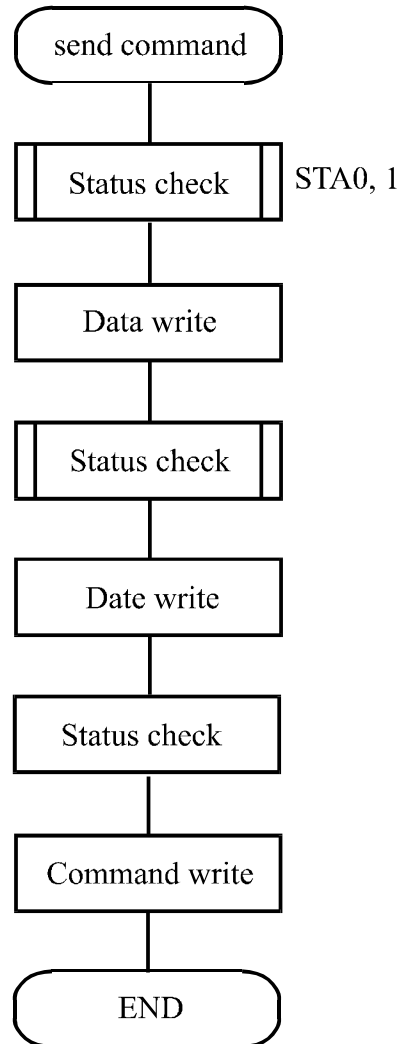 send command
Status check
STA0, 1
Data write
Status check
Date write
Status check
Command write
END